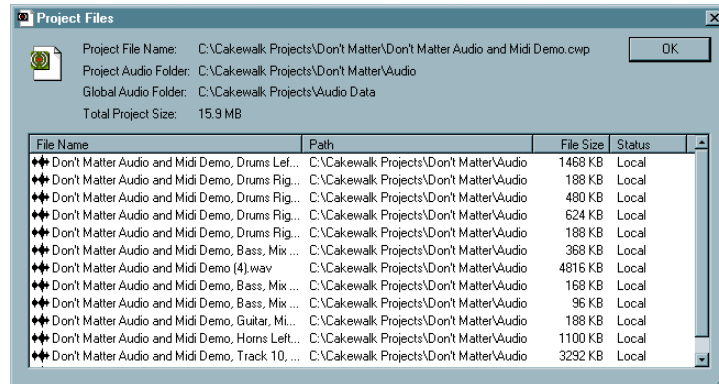 Project Files
Project File Name: C:\Cakewalk Projects\Don't Matter\Don't Matter Audio and Midi Demo.cwp
OK
Project Audio Folder: C:\Cakewalk Projects\Don't Matter\Audio
Global Audio Folder: C:\Cakewalk Projects\Audio Data
Total Project Size: 15.9 MB
File Name Path File Size Status
Don't Matter Audio and Midi Demo, Drums Lef... C:\Cakewalk Projects\Don't Matter\Audio 1468 KB Local
Don't Matter Audio and Midi Demo, Drums Rig... C:\Cakewalk Projects\Don't Matter\Audio 188 KB Local
Don't Matter Audio and Midi Demo, Drums Rig... C:\Cakewalk Projects\Don't Matter\Audio 480 KB Local
Don't Matter Audio and Midi Demo, Drums Rig... C:\Cakewalk Projects\Don't Matter\Audio 624 KB Local
Don't Matter Audio and Midi Demo, Drums Rig... C:\Cakewalk Projects\Don't Matter\Audio 188 KB Local
Don't Matter Audio and Midi Demo, Bass, Mix ... C:\Cakewalk Projects\Don't Matter\Audio 368 KB Local
Don't Matter Audio and Midi Demo (4).wav C:\Cakewalk Projects\Don't Matter\Audio 4816 KB Local
Don't Matter Audio and Midi Demo, Bass, Mix ... C:\Cakewalk Projects\Don't Matter\Audio 168 KB Local
Don't Matter Audio and Midi Demo, Bass, Mix ... C:\Cakewalk Projects\Don't Matter\Audio 96 KB Local
Don't Matter Audio and Midi Demo, Guitar, Mi... C:\Cakewalk Projects\Don't Matter\Audio 188 KB Local
Don't Matter Audio and Midi Demo, Horns Left... C:\Cakewalk Projects\Don't Matter\Audio 1100 KB Local
Don't Matter Audio and Midi Demo, Track 10, ... C:\Cakewalk Projects\Don't Matter\Audio 3292 KB Local